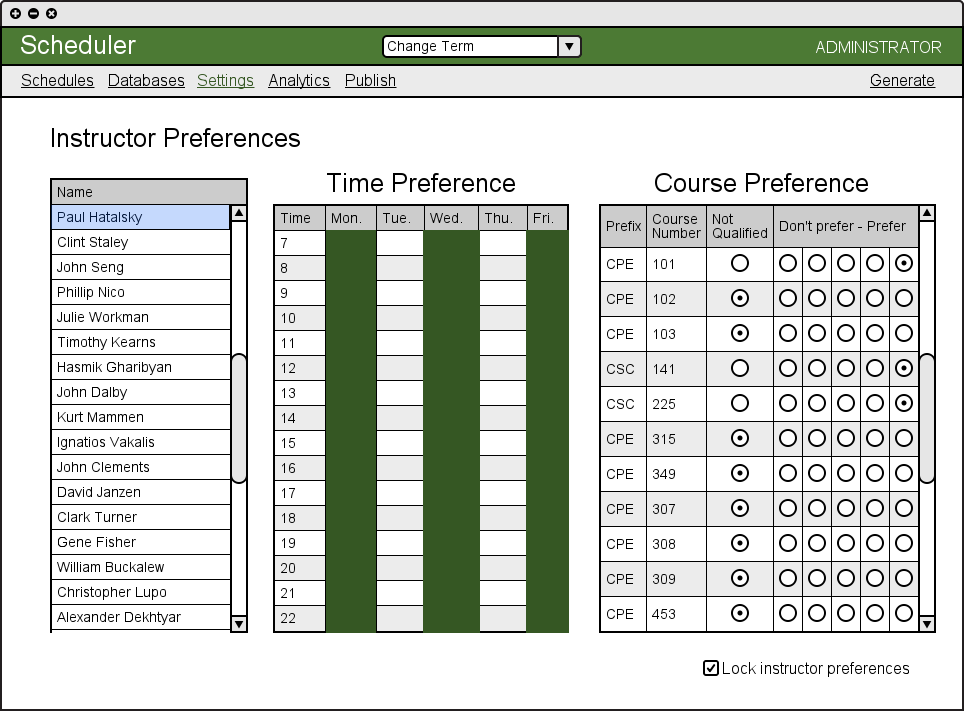 Scheduler
Change Term
ADMINISTRATOR
Schedules Databases Settings Analytics Publish Generate
Instructor Preferences
Name
Paul Hatalsky
Clint Staley
John Seng
Phillip Nico
Julie Workman
Timothy Kearns
Hasmik Gharibyan
John Dalby
Kurt Mammen
Ignatios Vakalis
John Clements
David Janzen
Clark Turner
Gene Fisher
William Buckalew
Christopher Lupo
Alexander Dekhtyar
Time Preference
Time Mon. Tue. Wed. Thu. Fri.
7
8
9
10
11
12
13
14
15
16
17
18
19
20
21
22
Course Preference
Prefix Course Number Not Qualified Don't prefer - Prefer
CPE 101
CPE 102
CPE 103
CSC 141
CSC 225
CPE 315
CPE 349
CPE 307
CPE 308
CPE 309
CPE 453
Lock instructor preferences